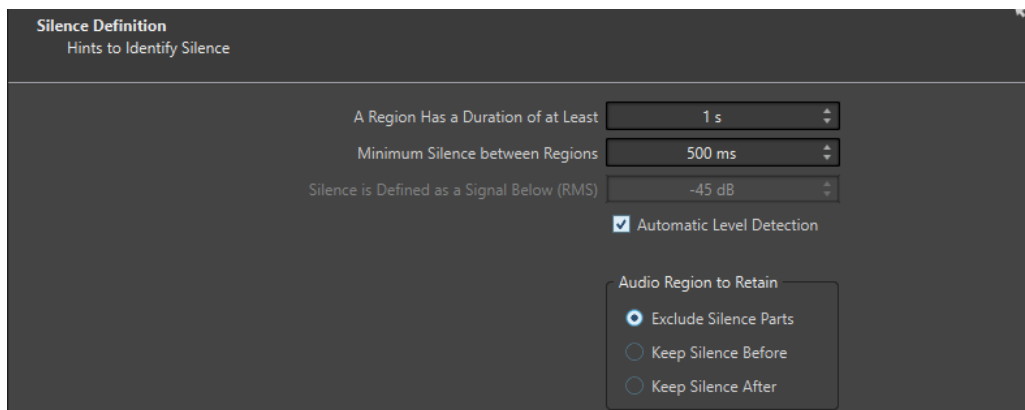 Silence Definition
Hints to Identify Silence
A Region Has a Duration of at Least 1 s
Minimum Silence between Regions 500 ms
Silence is Defined as a Signal Below (RMS) -45 dB
Automatic Level Detection
Audio Region to Retain
Exclude Silence Parts
Keep Silence Before
Keep Silence After